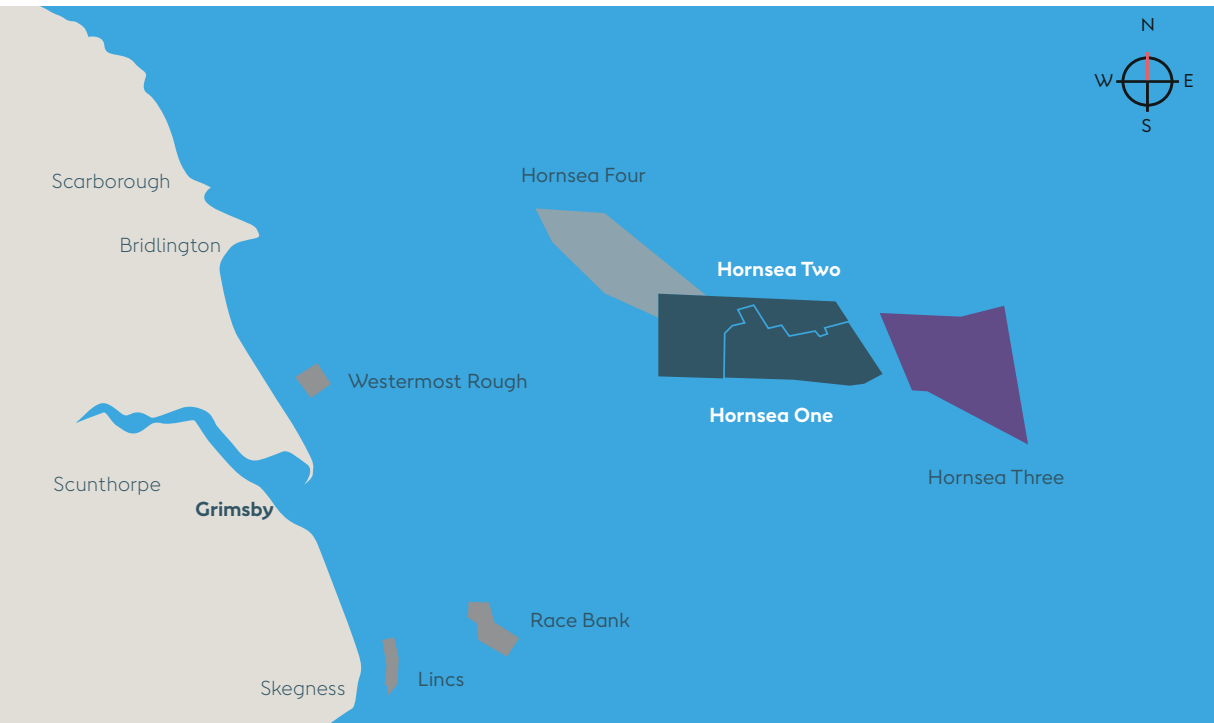 N
W E
S
Hornsea Four
Scarborough
Bridlington
Hornsea Two
Westermost Rough
Hornsea One
Hornsea Three
Scunthorpe
Grimsby
Race Bank
Lincs
Skegness